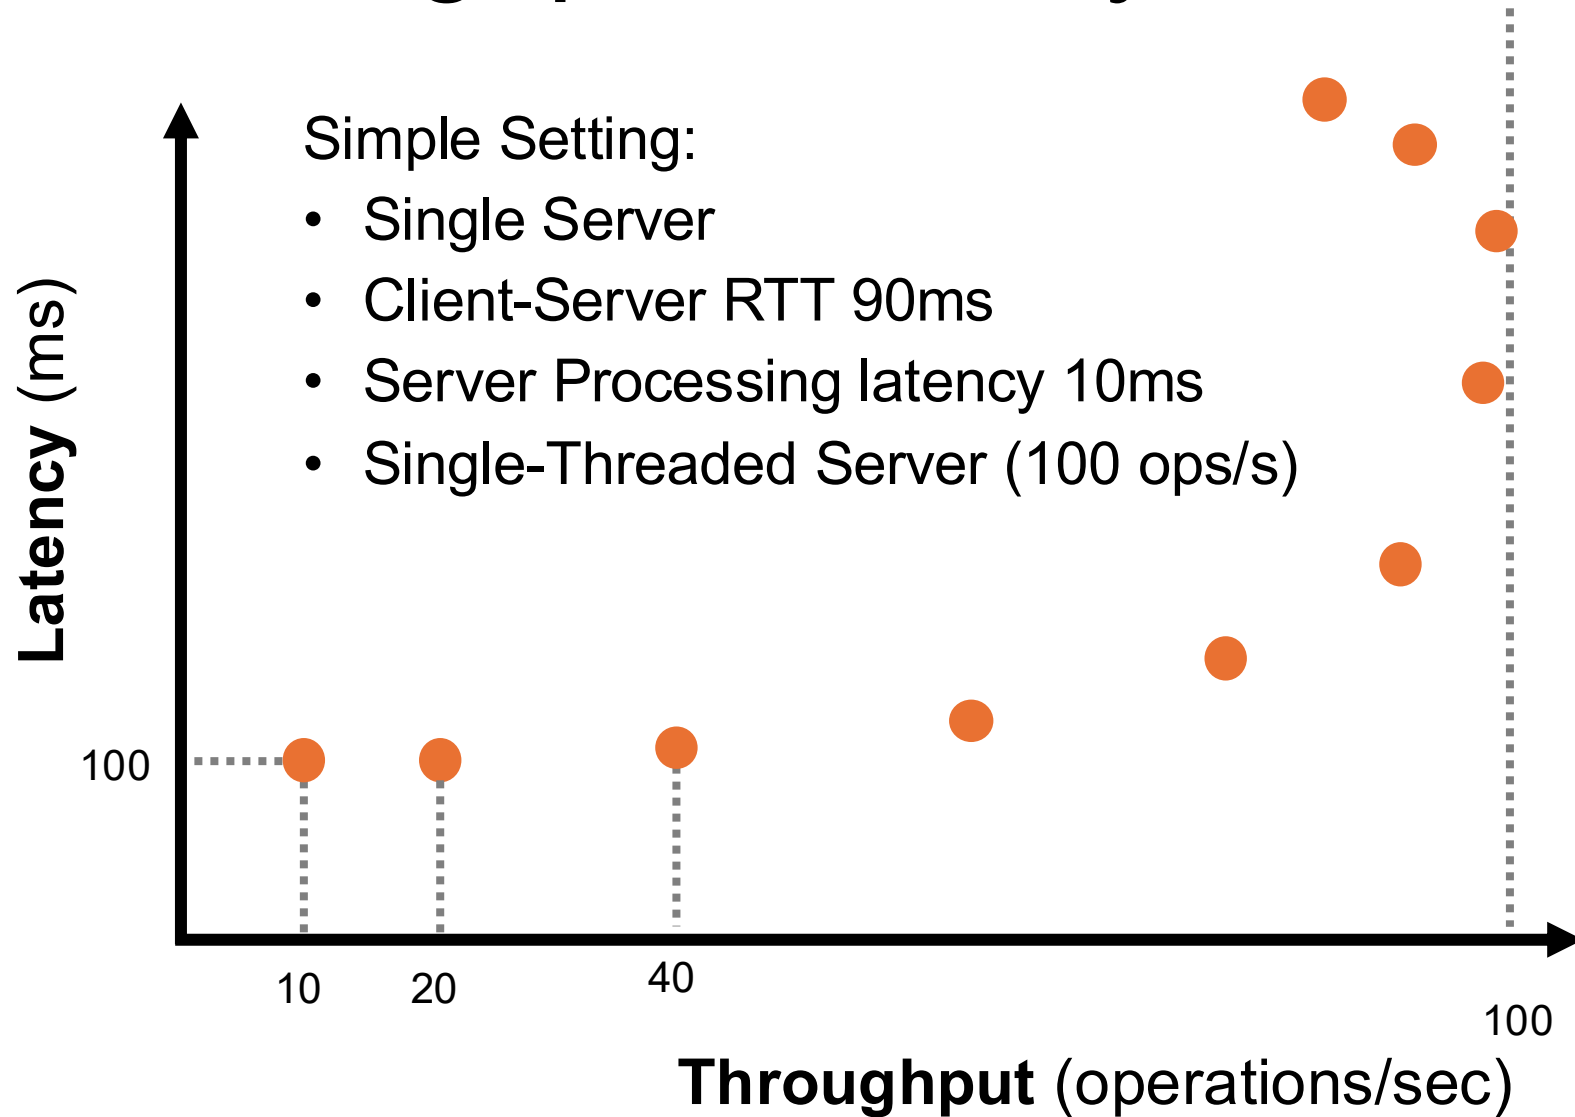 Simple Setting:
• Single Server
• Client-Server RTT 90ms
• Server Processing latency 10ms
• Single-Threaded Server (100 ops/s)
Latency (ms)
100
10
20
40
100
Throughput (operations/sec)